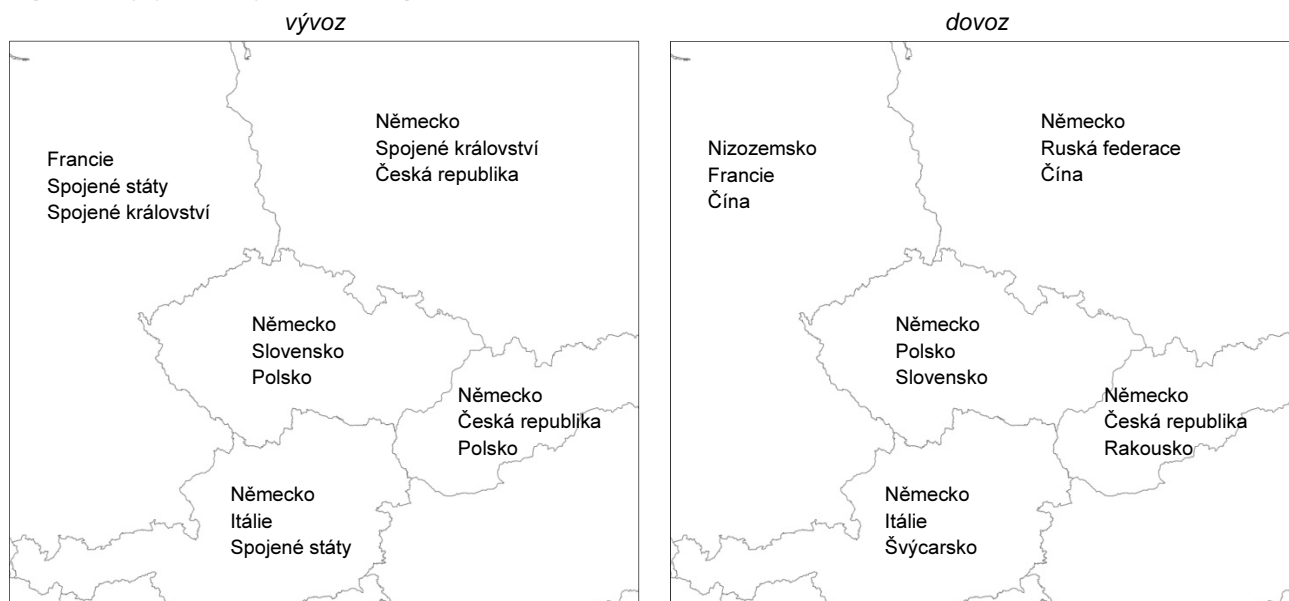 vývoz
Francie
Spojené státy
Spojené království
Německo
Spojené království
Česká republika
Německo
Slovensko
Polsko
Německo
Česká republika
Polsko
Německo
Itálie
Spojené státy
dovoz
Nizozemsko
Francie
Čína
Německo
Ruská federace
Čína
Německo
Polsko
Slovensko
Německo
Česká republika
Rakousko
Německo
Itálie
Švýcarsko